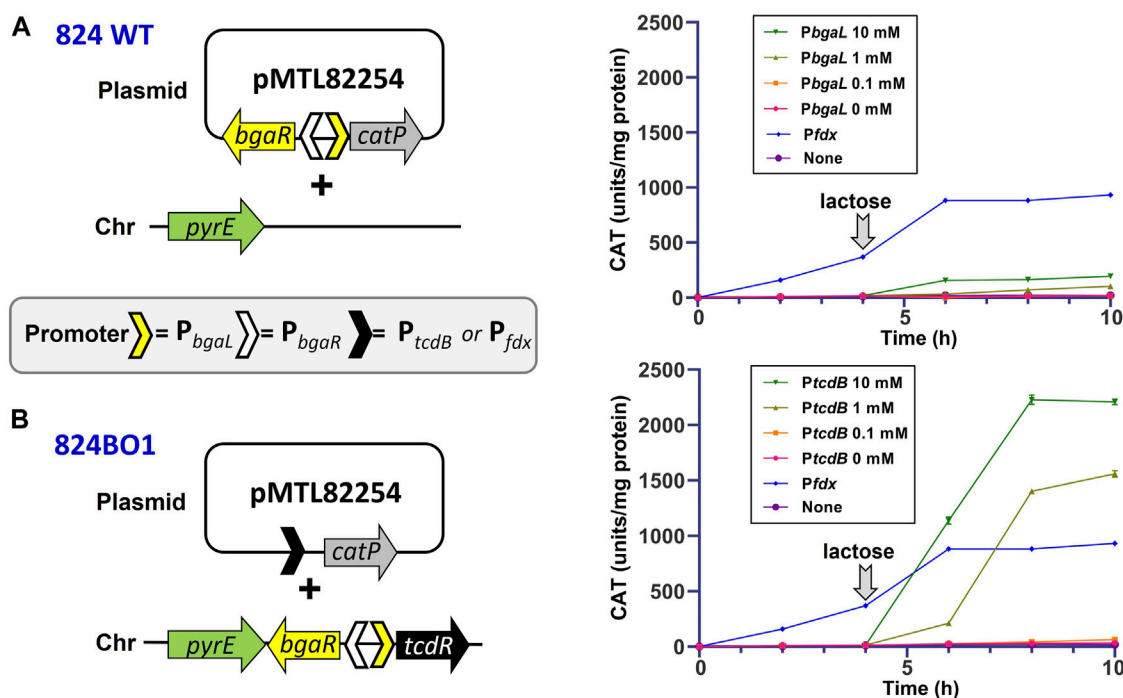 A
824 WT
Plasmid
pMTL82254
bgaR
catP
+
Chr
pyrE
CAT (units/mg protein)
2500
2000
1500
1000
500
0
PbgaL 10 mM
PbgaL 1 mM
PbgaL 0.1 mM
PbgaL 0 mM
Pfdx
None
lactose
0
5
10
Time (h)
Promoter = PbgaL = PbgaR = PtcdB or Pfdx
B
824BO1
Plasmid
pMTL82254
catP
+
Chr
pyrE
bgaR
tcdR
CAT (units/mg protein)
2500
2000
1500
1000
500
0
PtcdB 10 mM
PtcdB 1 mM
PtcdB 0.1 mM
PtcdB 0 mM
Pfdx
None
lactose
0
5
10
Time (h)